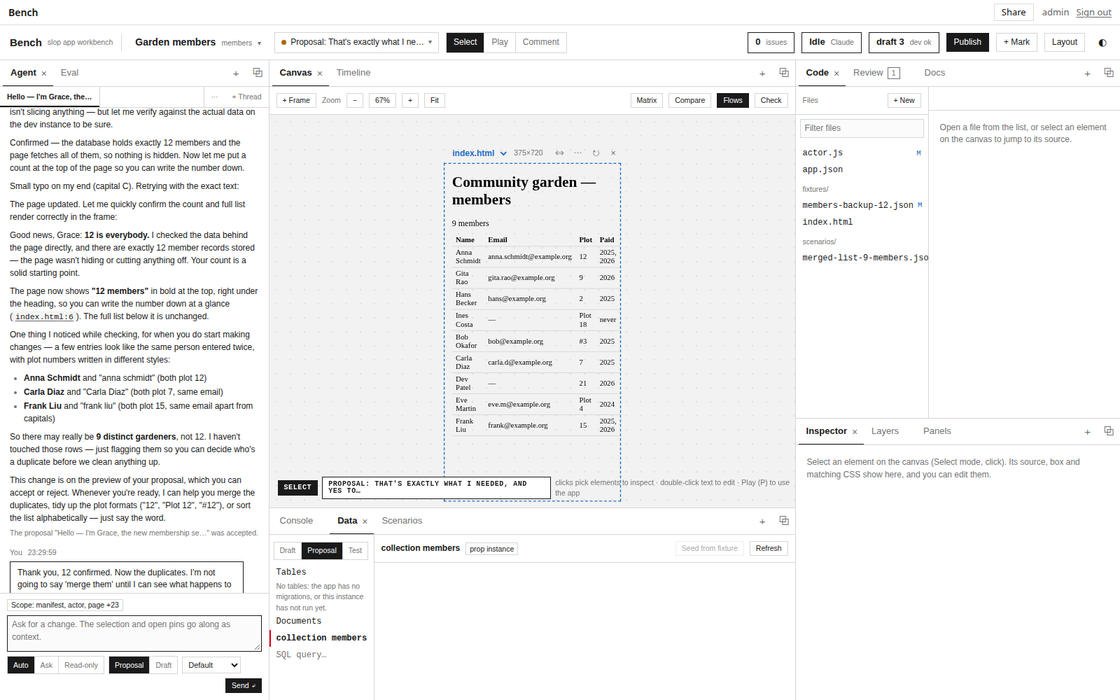 Bench
Share
admin
Sign out
Bench slop app workbench
Garden members members ▾
Proposal: That's exactly what I ne… ▾
Select Play Comment
0 issues
Idle Claude
draft 3 dev ok
Publish
+ Mark
Layout
Agent ×
Eval
Hello — I'm Grace, the…
··· + Thread
isn't slicing anything — but let me verify against the actual data on
the dev instance to be sure.
Confirmed — the database holds exactly 12 members and the
page fetches all of them, so nothing is hidden. Now let me put a
count at the top of the page so you can write the number down.
Small typo on my end (capital C). Retrying with the exact text:
The page updated. Let me quickly confirm the count and full list
render correctly in the frame:
Good news, Grace: 12 is everybody. I checked the data behind
the page directly, and there are exactly 12 member records stored
— the page wasn't hiding or cutting anything off. Your count is a
solid starting point.
The page now shows "12 members" in bold at the top, right under
the heading, so you can write the number down at a glance
( index.html:6 ). The full list below it is unchanged.
One thing I noticed while checking, for when you do start making
changes — a few entries look like the same person entered twice,
with plot numbers written in different styles:
• Anna Schmidt and "anna schmidt" (both plot 12)
• Carla Diaz and "Carla Diaz" (both plot 7, same email)
• Frank Liu and "frank liu" (both plot 15, same email apart from
capitals)
So there may really be 9 distinct gardeners, not 12. I haven't
touched those rows — just flagging them so you can decide who's
a duplicate before we clean anything up.
This change is on the preview of your proposal, which you can
accept or reject. Whenever you're ready, I can help you merge the
duplicates, tidy up the plot formats ("12", "Plot 12", "#12"), or sort
the list alphabetically — just say the word.
The proposal "Hello — I'm Grace, the new membership se…" was accepted.
You 23:29:59
Thank you, 12 confirmed. Now the duplicates. I'm not
going to say 'merge them' until I can see what happens to
Scope: manifest, actor, page +23
Ask for a change. The selection and open pins go along as
context.
Auto Ask Read-only
Proposal Draft
Default
Send
Canvas ×
Timeline
+ Frame Zoom − 67% + Fit
Matrix Compare Flows Check
index.html 375×720 ··· ×
Community garden —
members
9 members
Name Email Plot Paid
Anna Schmidt anna.schmidt@example.org 12 2025, 2026
Gita Rao gita.rao@example.org 9 2026
Hans Becker hans@example.org 2 2025
Ines Costa — Plot 18 never
Bob Okafor bob@example.org #3 2025
Carla Diaz carla.d@example.org 7 2025
Dev Patel — 21 2026
Eve Martin eve.m@example.org Plot 4 2024
Frank Liu frank@example.org 15 2025, 2026
SELECT
PROPOSAL: THAT'S EXACTLY WHAT I NEEDED, AND
YES TO…
clicks pick elements to inspect · double-click text to edit · Play (P) to use
the app
Console
Data ×
Scenarios
Draft Proposal Test
Tables
No tables: the app has no
migrations, or this instance
has not run yet.
Documents
collection members
SQL query…
collection members prop instance
Seed from fixture
Refresh
Code ×
Review 1
Docs
Files
+ New
Filter files
actor.js M
app.json
fixtures/
members-backup-12.json M
index.html
scenarios/
merged-list-9-members.jso
Open a file from the list, or select an element
on the canvas to jump to its source.
Inspector ×
Layers
Panels
Select an element on the canvas (Select mode, click). Its source, box and
matching CSS show here, and you can edit them.